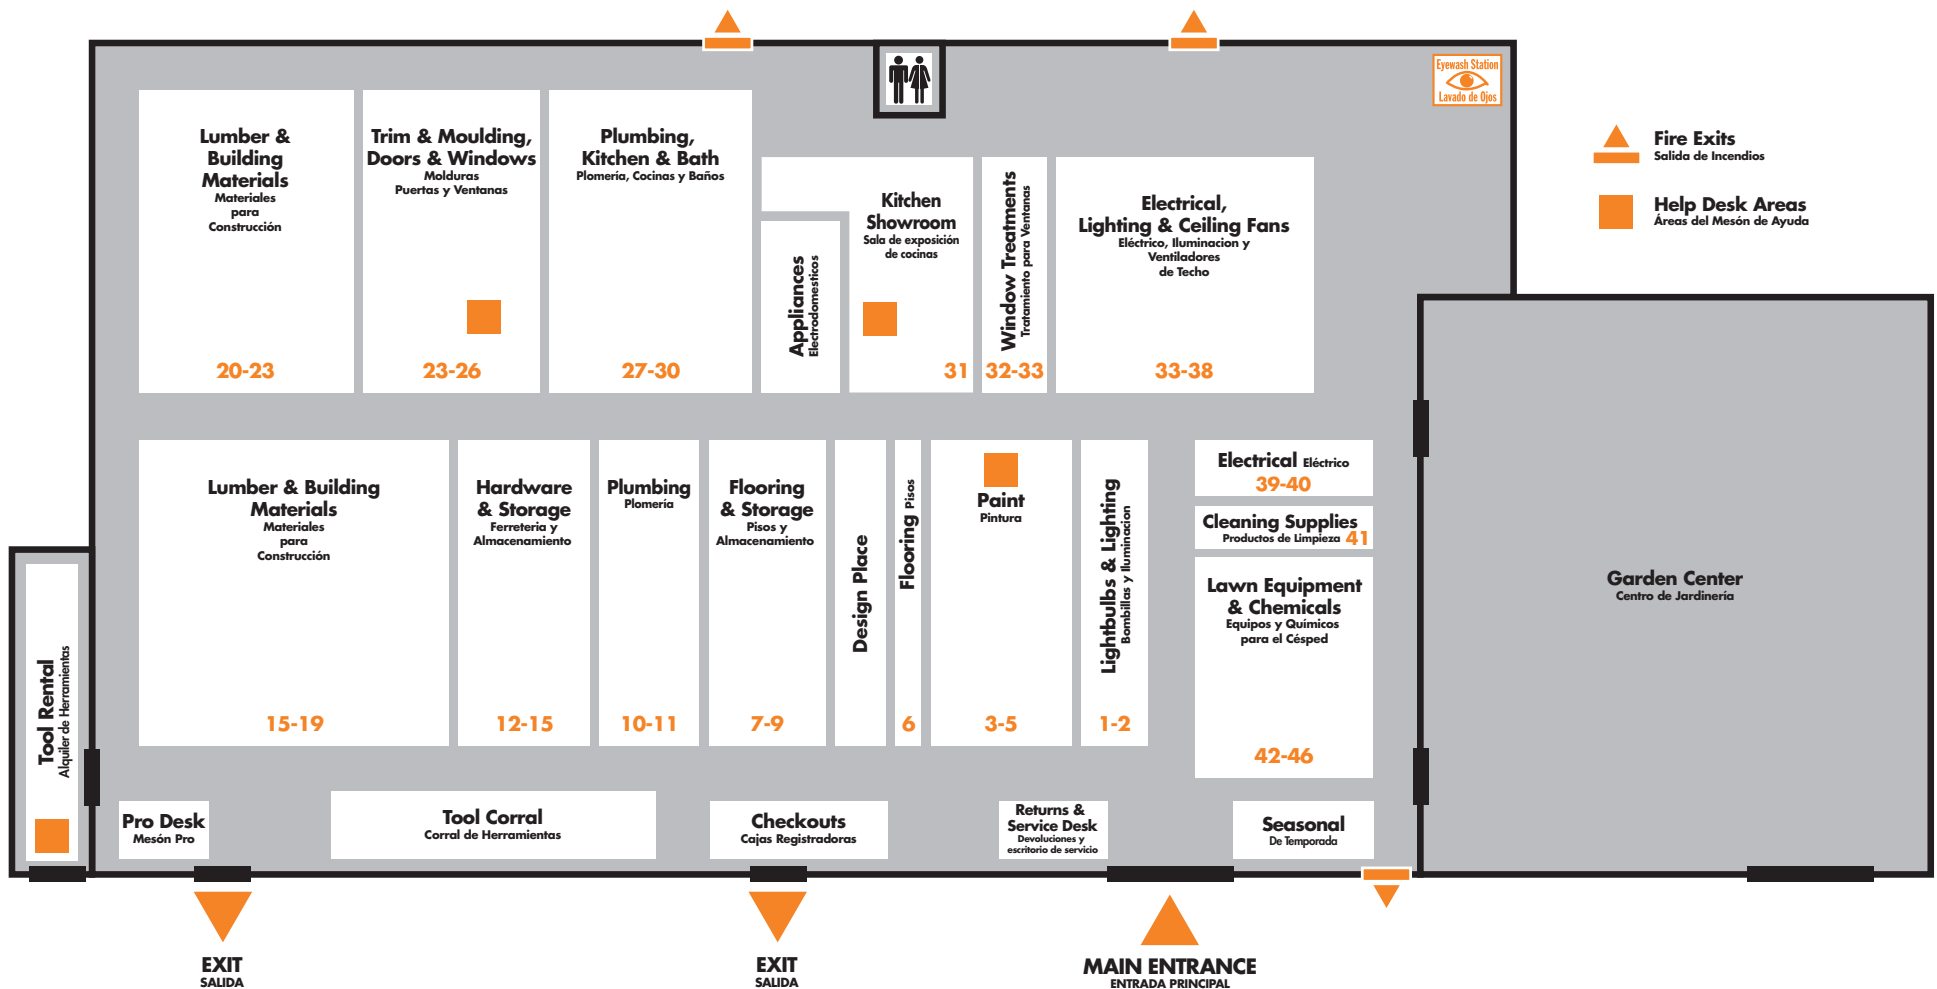 Eyewash Station
Lavado de Ojos
Fire Exits
Salida de Incendios
Help Desk Areas
Áreas del Mesón de Ayuda
Lumber &
Building
Materials
Materiales
para
Construcción
20-23
Trim & Moulding,
Doors & Windows
Molduras
Puertas y Ventanas
23-26
Plumbing,
Kitchen & Bath
Plomería, Cocinas y Baños
27-30
Appliances
Electrodomesticos
Kitchen
Showroom
Sala de exposición
de cocinas
31
Window Treatments
Tratamiento para Ventanas
32-33
Electrical,
Lighting & Ceiling Fans
Eléctrico, Iluminacion y
Ventiladores
de Techo
33-38
Lumber & Building
Materials
Materiales
para
Construcción
15-19
Hardware
& Storage
Ferreteria y
Almacenamiento
12-15
Plumbing
Plomería
10-11
Flooring
& Storage
Pisos y
Almacenamiento
7-9
Design Place
Flooring Pisos
6
Paint
Pintura
3-5
Lightbulbs & Lighting
Bombillas y Iluminacion
1-2
Electrical Eléctrico
39-40
Cleaning Supplies
Productos de Limpieza 41
Lawn Equipment
& Chemicals
Equipos y Químicos
para el Césped
42-46
Garden Center
Centro de Jardinería
Tool Rental
Alquiler de Herramientas
Pro Desk
Mesón Pro
Tool Corral
Corral de Herramientas
Checkouts
Cajas Registradoras
Returns &
Service Desk
Devoluciones y
escritorio de servicio
Seasonal
De Temporada
EXIT
SALIDA
EXIT
SALIDA
MAIN ENTRANCE
ENTRADA PRINCIPAL